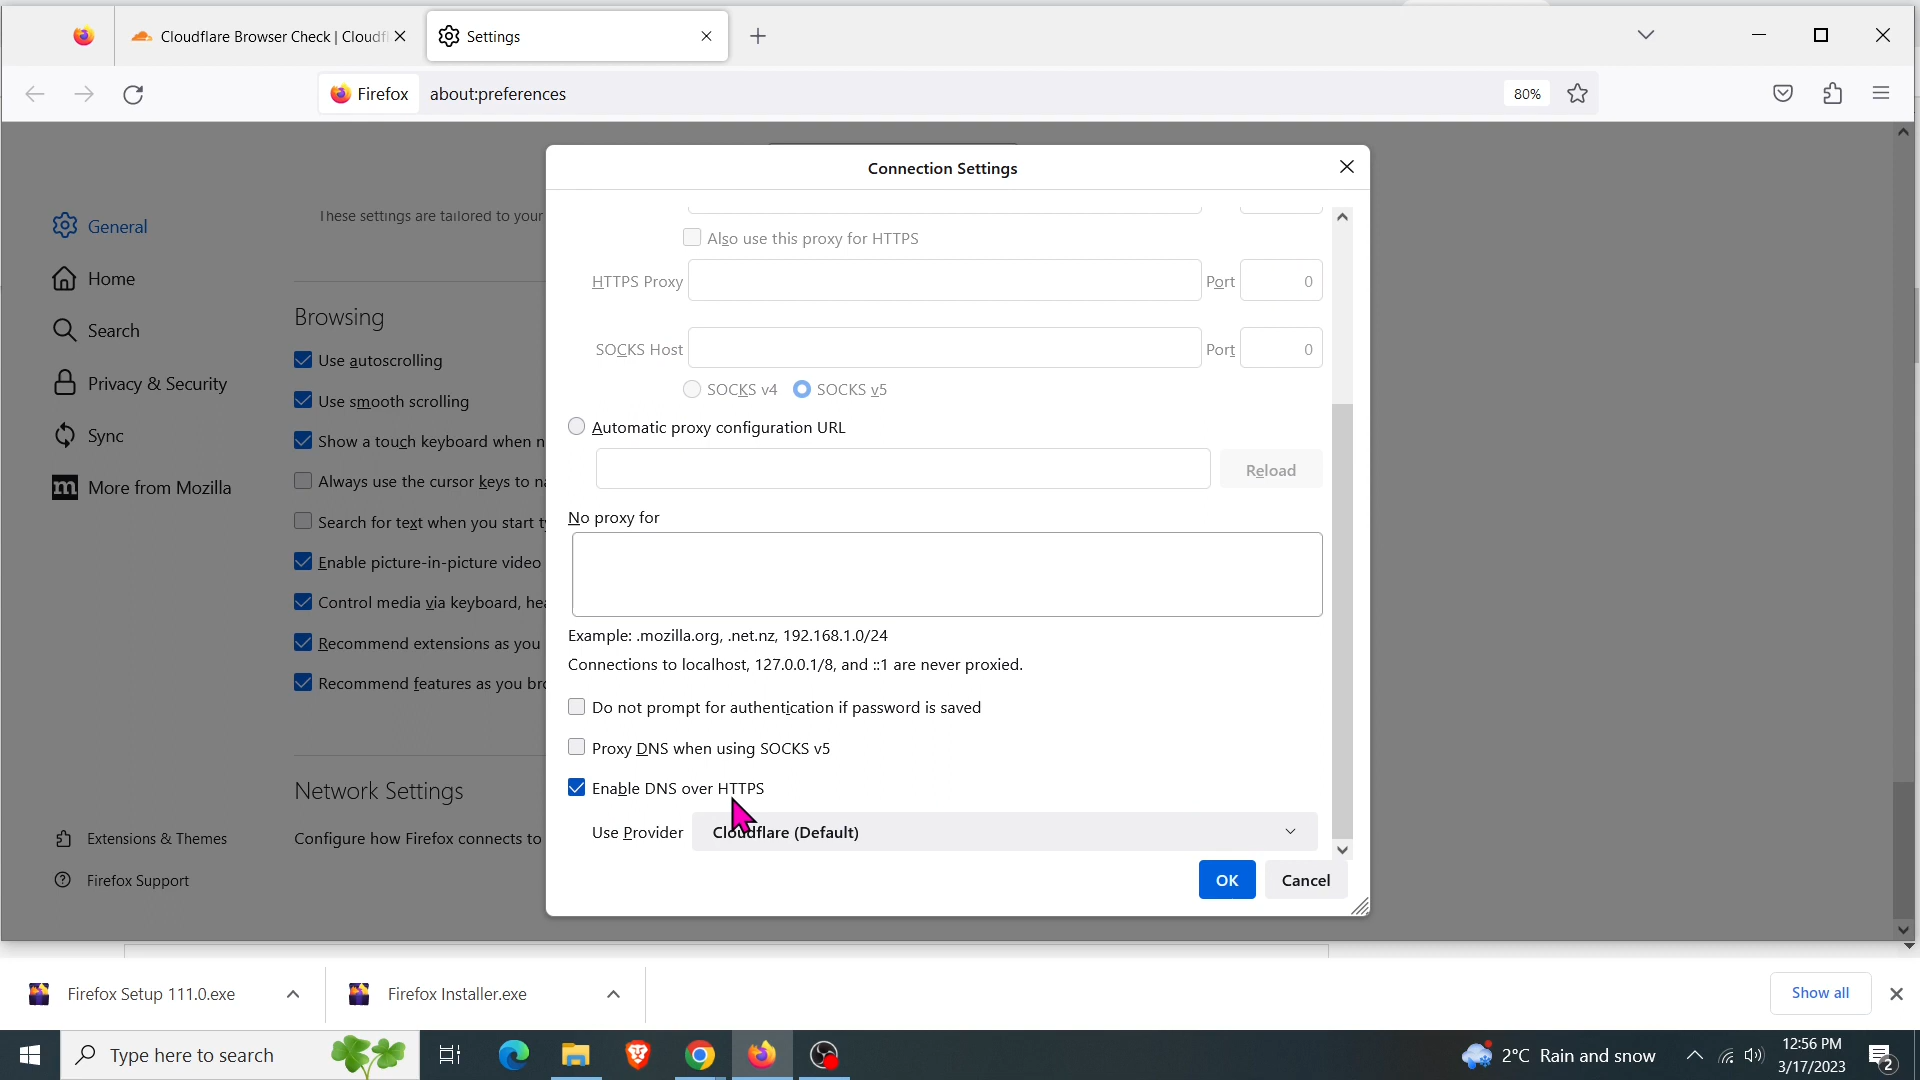 Cloudflare Browser Check | Cloudfl
Settings
Firefox
about:preferences
80%
Connection Settings
These settings are tailored to your
General
Home
Search
Privacy & Security
Sync
More from Mozilla
Extensions & Themes
Firefox Support
Browsing
Use autoscrolling
Use smooth scrolling
Show a touch keyboard when n
Always use the cursor keys to na
Search for text when you start ty
Enable picture-in-picture video
Control media via keyboard, hea
Recommend extensions as you
Recommend features as you bro
Network Settings
Configure how Firefox connects to
Also use this proxy for HTTPS
HTTPS Proxy
Port
0
SOCKS Host
Port
0
SOCKS v4
SOCKS v5
Automatic proxy configuration URL
Reload
No proxy for
Example: .mozilla.org, .net.nz, 192.168.1.0/24
Connections to localhost, 127.0.0.1/8, and ::1 are never proxied.
Do not prompt for authentication if password is saved
Proxy DNS when using SOCKS v5
Enable DNS over HTTPS
Use Provider
Cloudflare (Default)
OK
Cancel
Firefox Setup 111.0.exe
Firefox Installer.exe
Show all
Type here to search
2°C Rain and snow
12:56 PM
3/17/2023
2